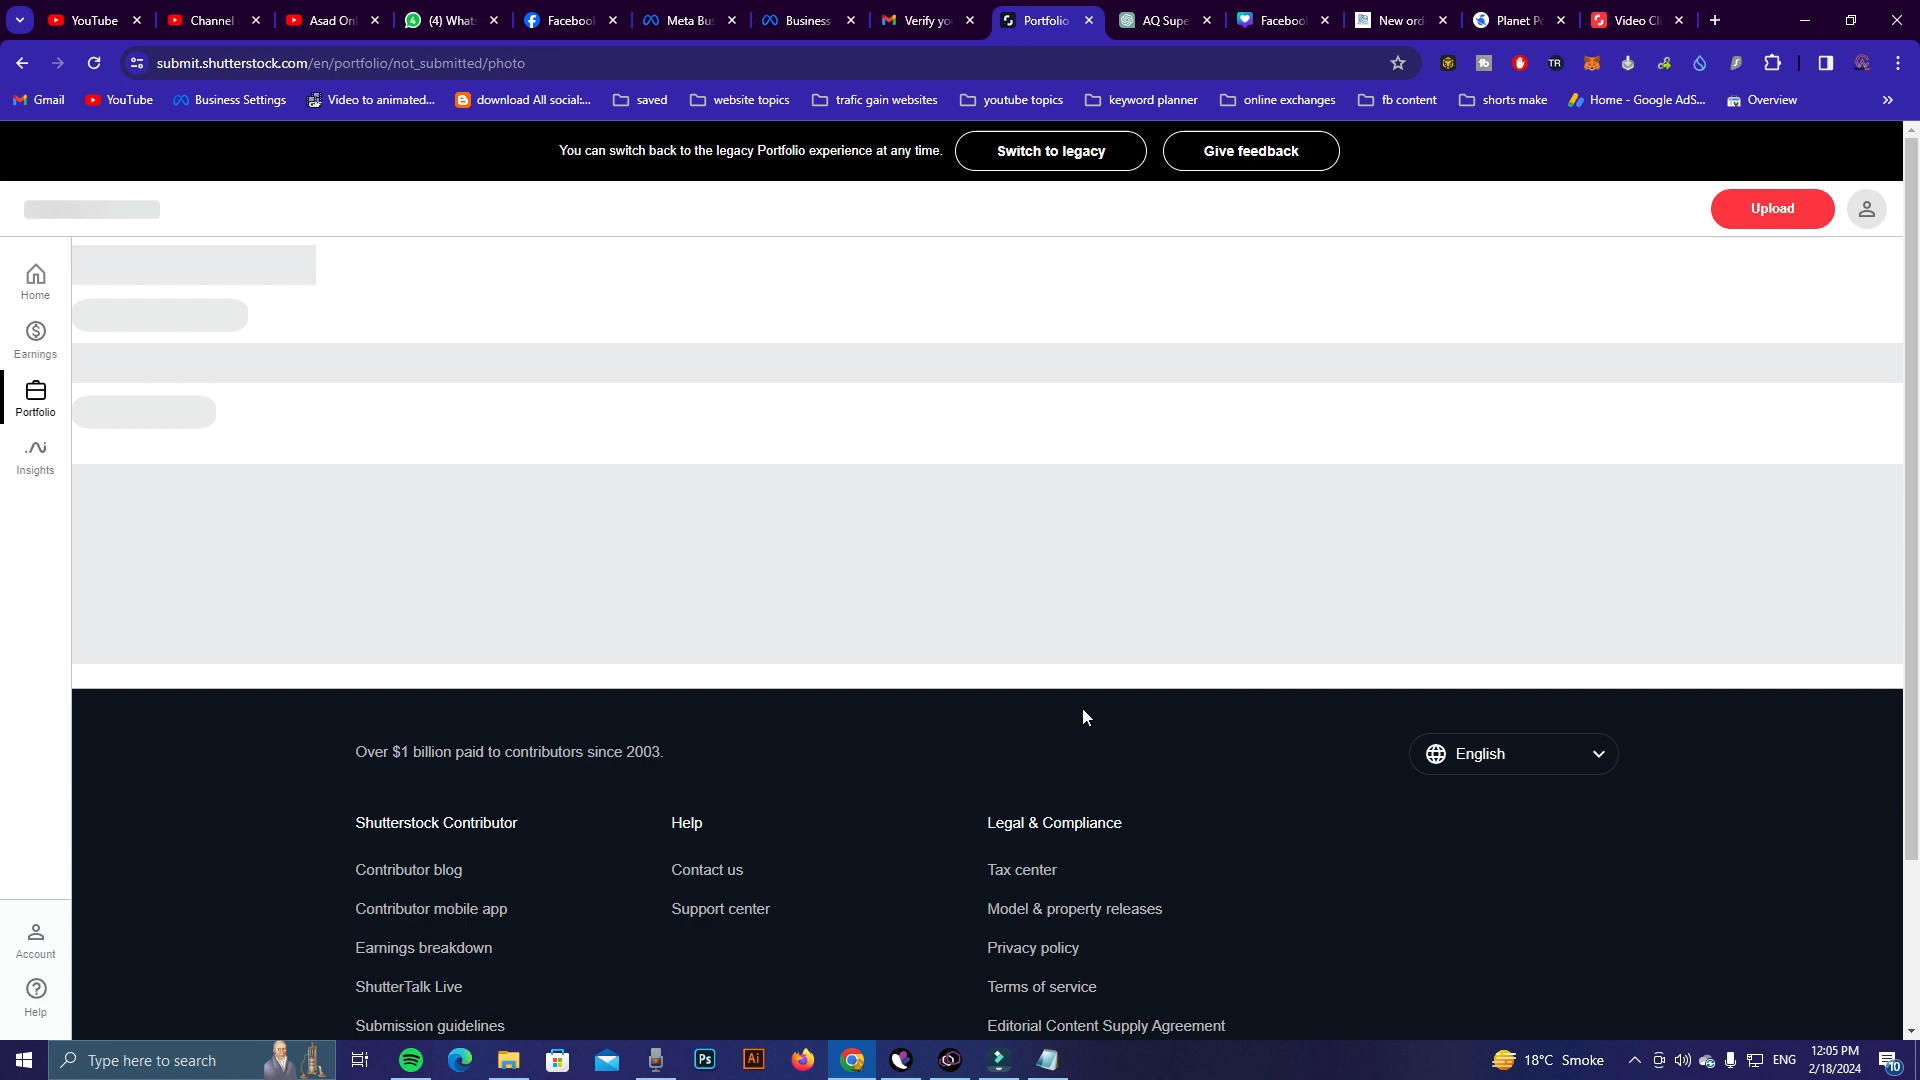 YouTube
Channel
Asad Onl
(4) Whats
Facebook
Meta Bus
Business
Verify yo
Portfolio
AQ Supe
Facebook
New ord
Planet P
Video Cl
submit.shutterstock.com/en/portfolio/not_submitted/photo
Gmail
YouTube
Business Settings
Video to animated...
download All social:...
saved
website topics
trafic gain websites
youtube topics
keyword planner
online exchanges
fb content
shorts make
Home - Google AdS...
Overview
You can switch back to the legacy Portfolio experience at any time.
Switch to legacy
Give feedback
Upload
Home
Earnings
Portfolio
Insights
Account
Help
Over $1 billion paid to contributors since 2003.
English
Shutterstock Contributor
Contributor blog
Contributor mobile app
Earnings breakdown
ShutterTalk Live
Submission guidelines
Help
Contact us
Support center
Legal & Compliance
Tax center
Model & property releases
Privacy policy
Terms of service
Editorial Content Supply Agreement
Type here to search
Ps
Ai
18°C Smoke
ENG
12:05 PM
2/18/2024
10